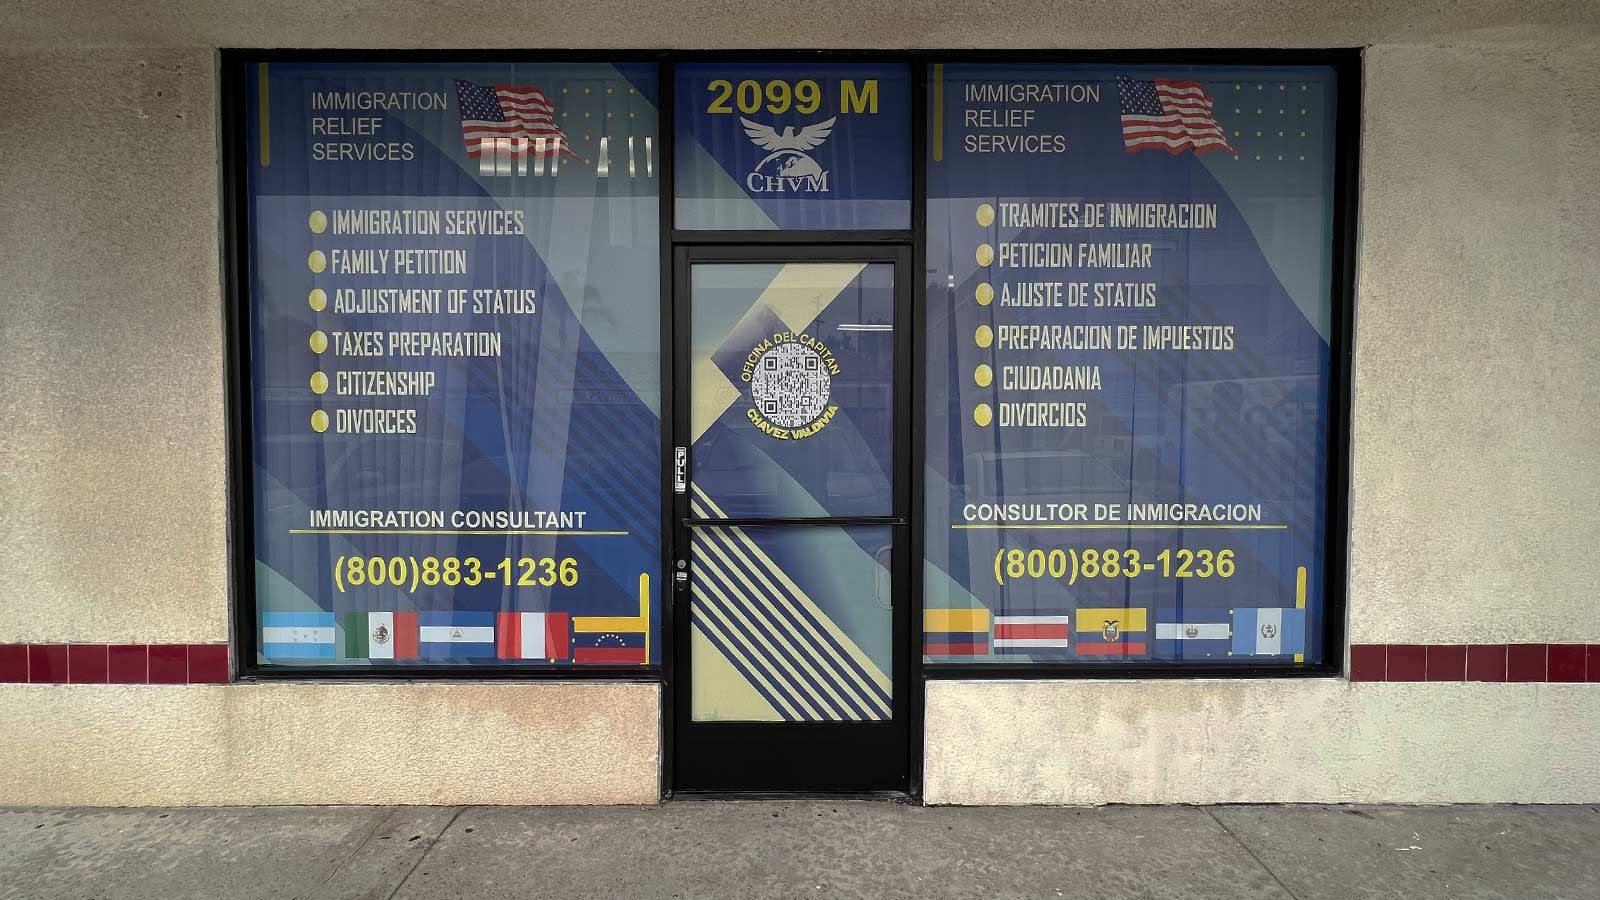 IMMIGRATION
RELIEF
SERVICES
IMMIGRATION SERVICES
FAMILY PETITION
ADJUSTMENT OF STATUS
TAXES PREPARATION
CITIZENSHIP
DIVORCES
IMMIGRATION CONSULTANT
(800)883-1236
2099 M
CHVM
OFICINA DEL CAPITAN
CHAVEZ VALDIVIA
PULL
IMMIGRATION
RELIEF
SERVICES
TRAMITES DE INMIGRACION
PETICION FAMILIAR
AJUSTE DE STATUS
PREPARACION DE IMPUESTOS
CIUDADANIA
DIVORCIOS
CONSULTOR DE INMIGRACION
(800)883-1236